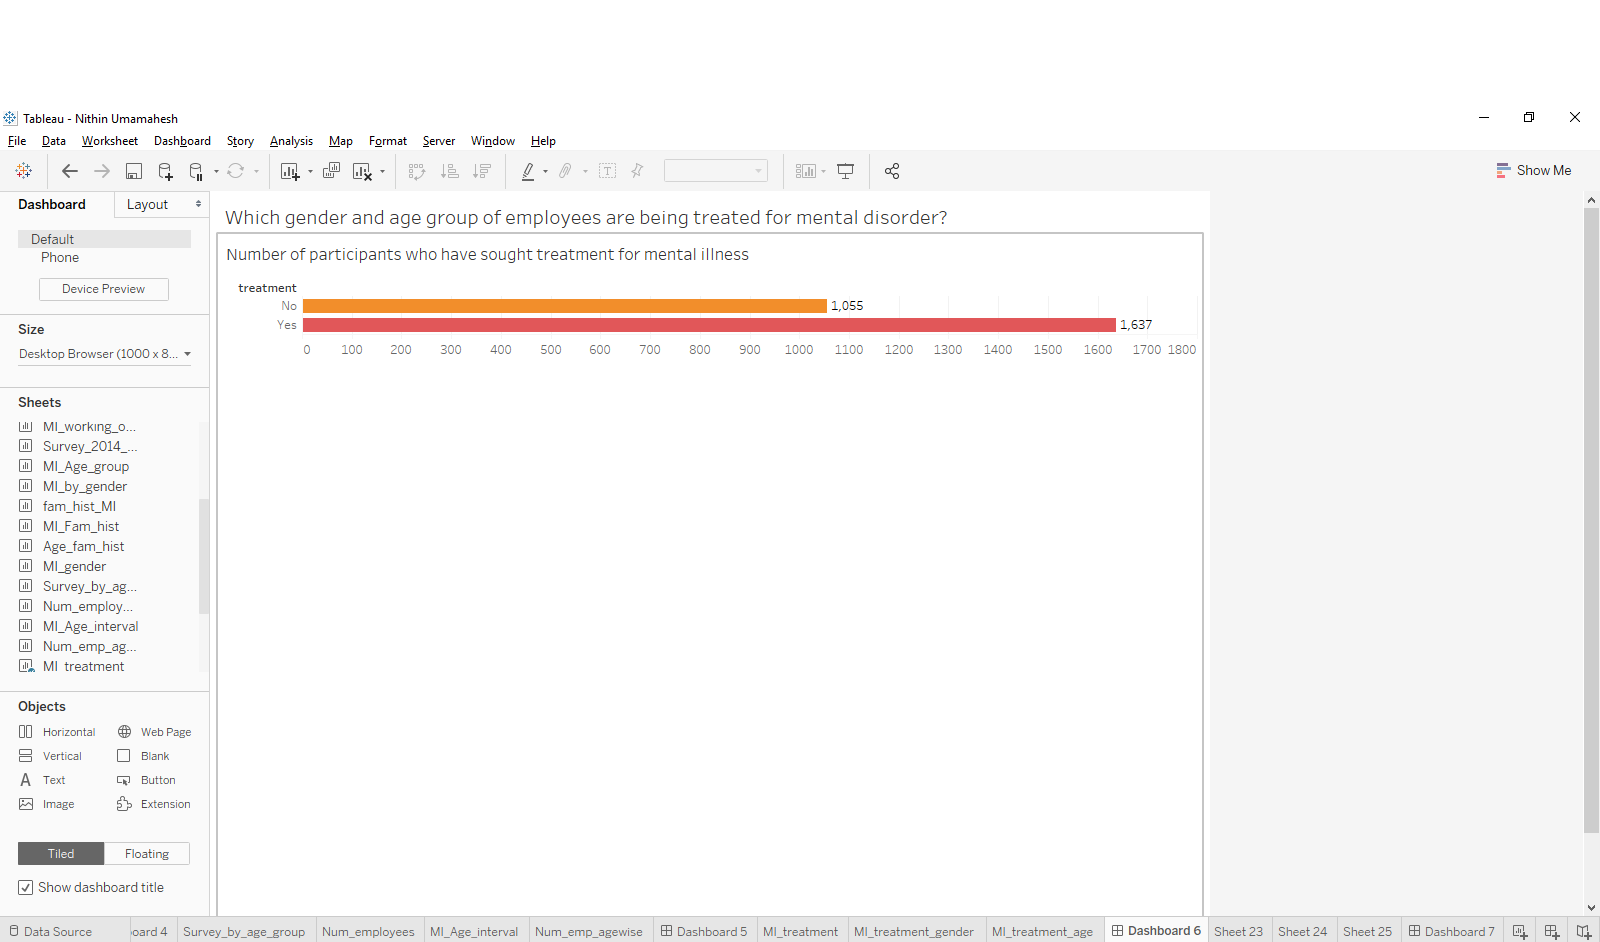 Tableau - Nithin Umamahesh
File Data Worksheet Dashboard Story Analysis Map Format Server Window Help
Show Me
Dashboard Layout
Default
Phone
Device Preview
Size
Desktop Browser (1000 x 8...
Sheets
MI_working_o...
Survey_2014_...
MI_Age_group
MI_by_gender
fam_hist_MI
MI_Fam_hist
Age_fam_hist
MI_gender
Survey_by_ag...
Num_employ...
MI_Age_interval
Num_emp_ag...
MI_treatment
Objects
Horizontal Web Page
Vertical Blank
Text Button
Image Extension
Tiled Floating
Show dashboard title
Which gender and age group of employees are being treated for mental disorder?
Number of participants who have sought treatment for mental illness
treatment
No 1,055
Yes 1,637
0 100 200 300 400 500 600 700 800 900 1000 1100 1200 1300 1400 1500 1600 1700 1800
Data Source oard 4 Survey_by_age_group Num_employees MI_Age_interval Num_emp_agewise Dashboard 5 MI_treatment MI_treatment_gender MI_treatment_age Dashboard 6 Sheet 23 Sheet 24 Sheet 25 Dashboard 7